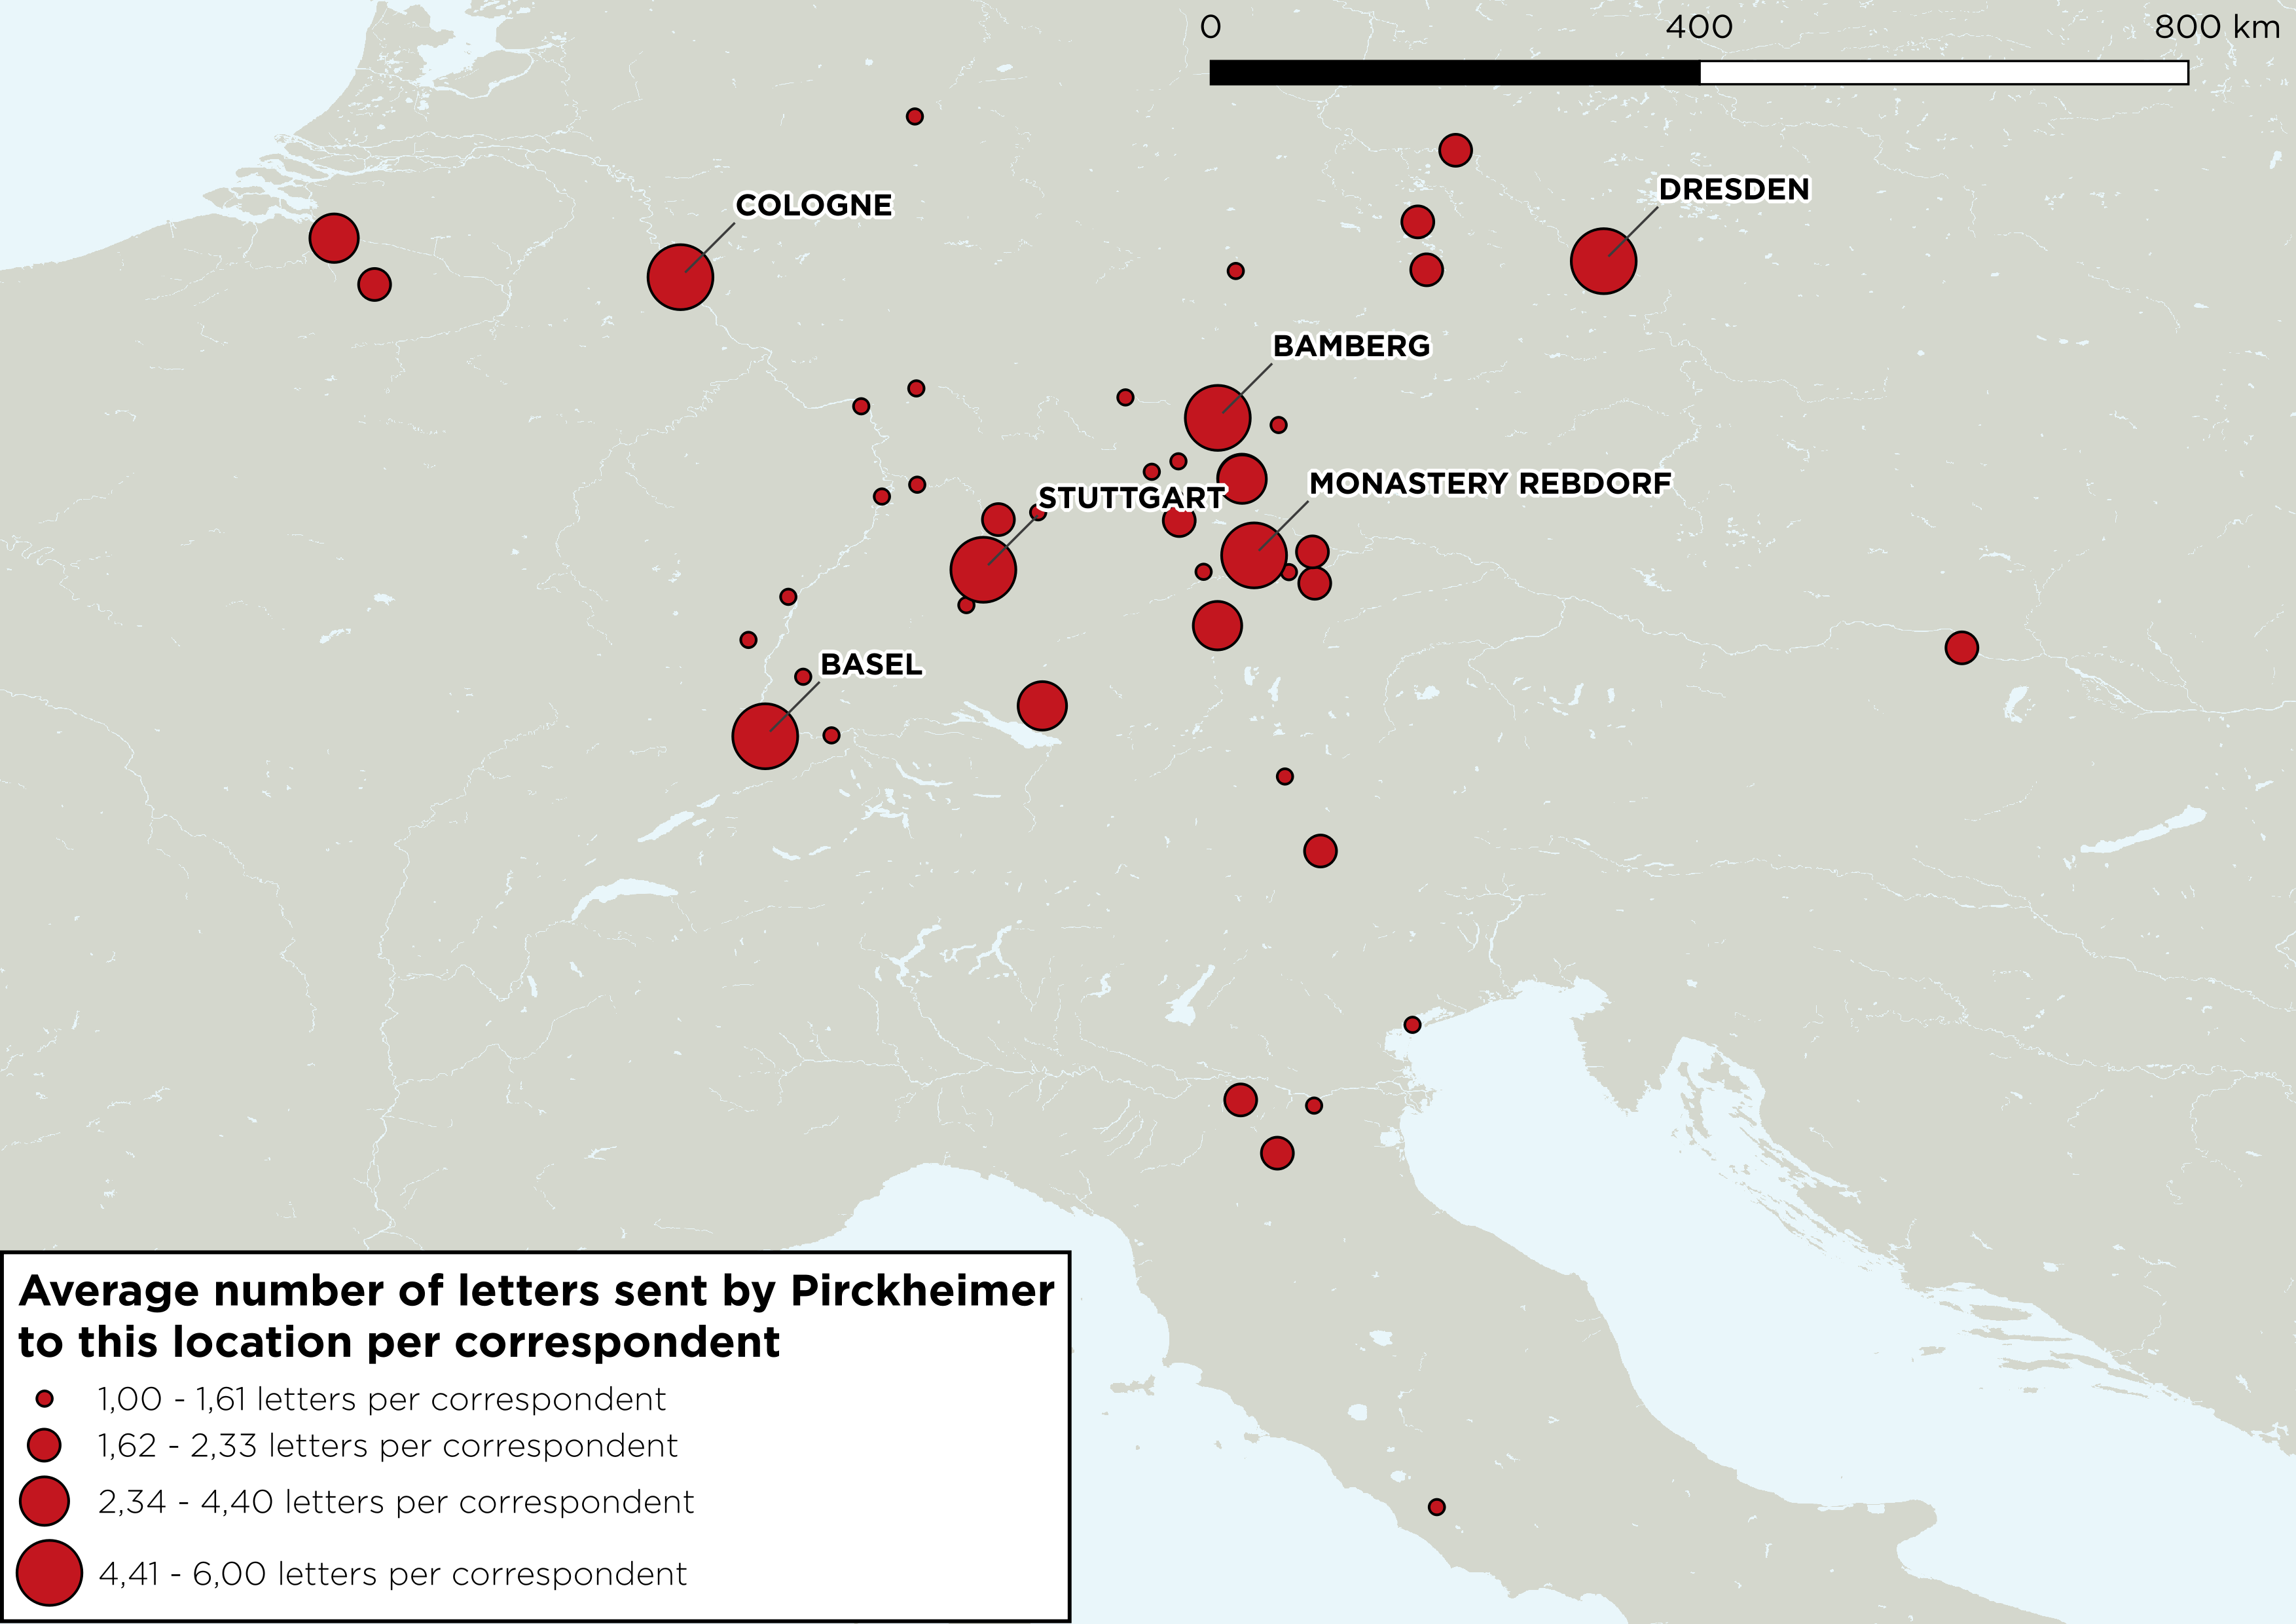 0 400 800 km
DRESDEN
COLOGNE
BAMBERG
MONASTERY REBDORF
STUTTGART
BASEL
Average number of letters sent by Pirckheimer
to this location per correspondent
1,00 - 1,61 letters per correspondent
1,62 - 2,33 letters per correspondent
2,34 - 4,40 letters per correspondent
4,41 - 6,00 letters per correspondent